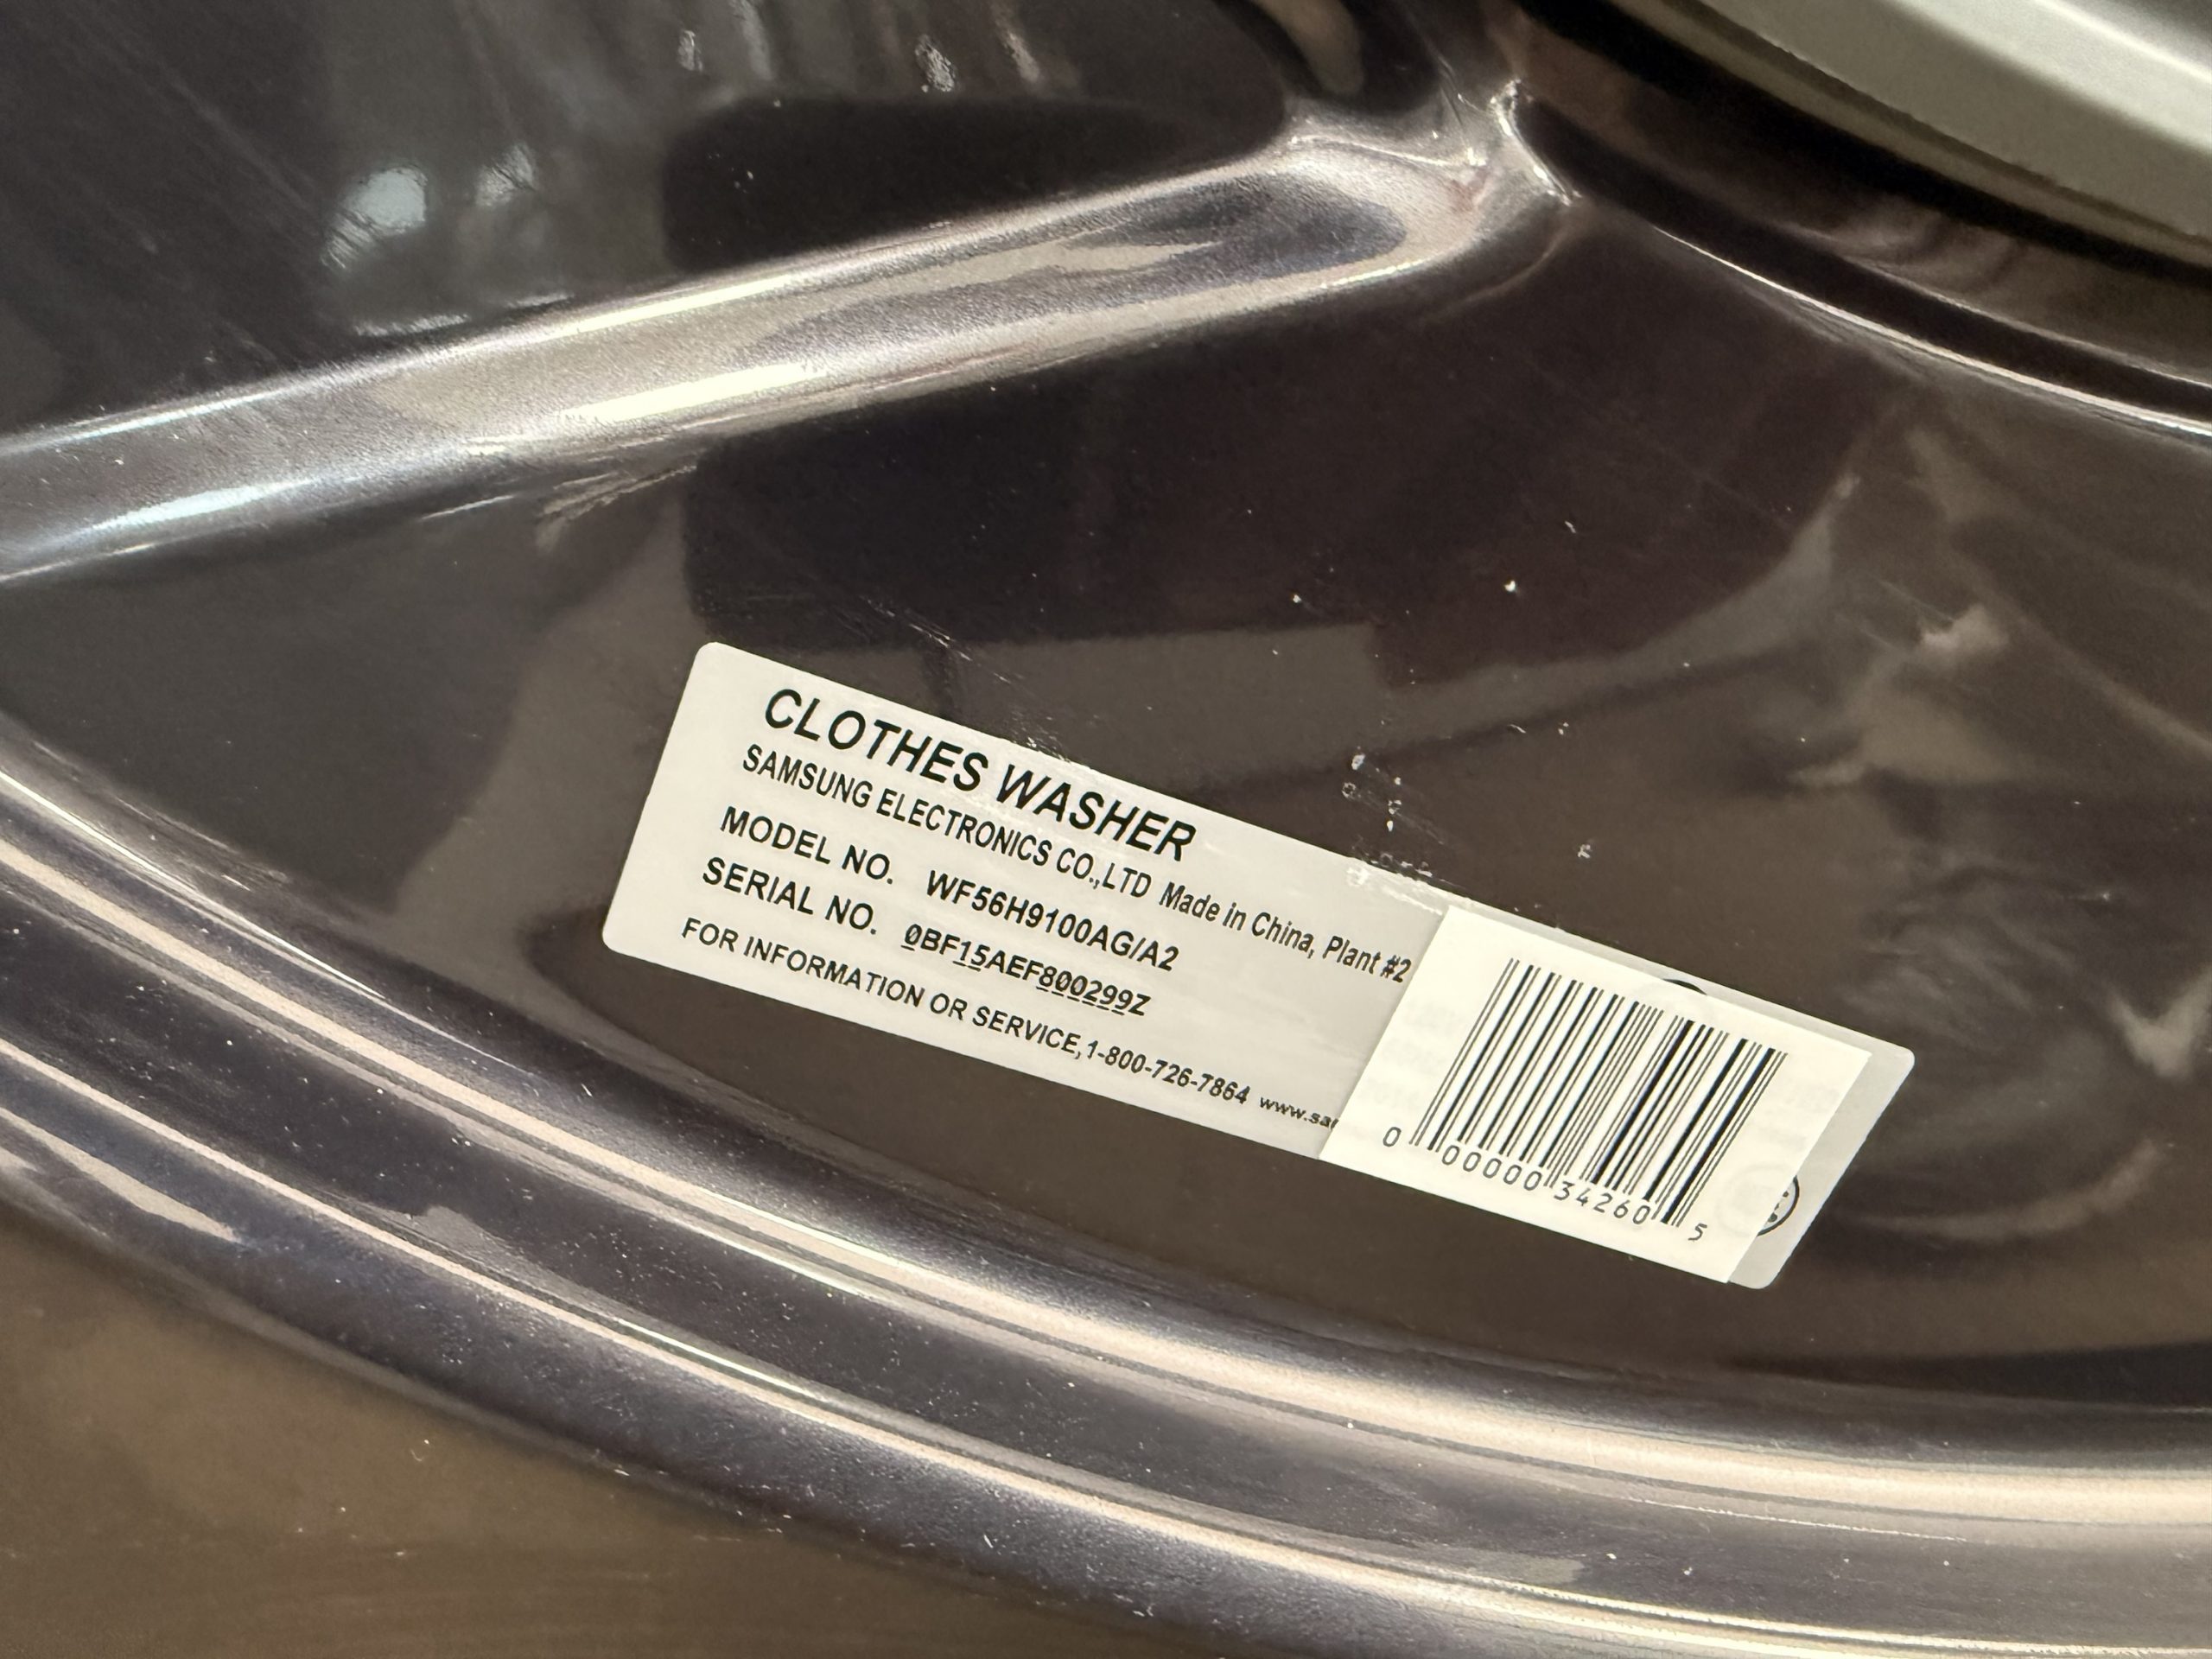 CLOTHES WASHER
SAMSUNG ELECTRONICS CO.,LTD Made in China, Plant #2
MODEL NO. WF56H9100AG/A2
SERIAL NO. 0BF15AEF800299Z
FOR INFORMATION OR SERVICE,1-800-726-7864
0 00000 34260 5